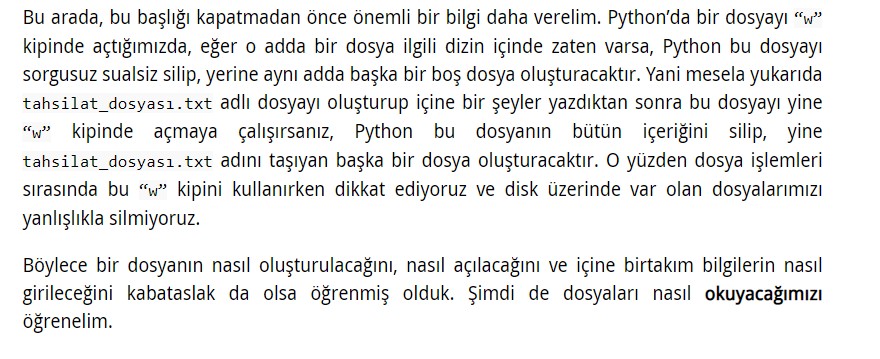 Bu arada, bu başlığı kapatmadan önce önemli bir bilgi daha verelim. Python’da bir dosyayı “w”
kipinde açtığımızda, eğer o adda bir dosya ilgili dizin içinde zaten varsa, Python bu dosyayı
sorgusuz sualsiz silip, yerine aynı adda başka bir boş dosya oluşturacaktır. Yani mesela yukarıda
tahsilat_dosyası.txt adlı dosyayı oluşturup içine bir şeyler yazdıktan sonra bu dosyayı yine
“w” kipinde açmaya çalışırsanız, Python bu dosyanın bütün içeriğini silip, yine
tahsilat_dosyası.txt adını taşıyan başka bir dosya oluşturacaktır. O yüzden dosya işlemleri
sırasında bu “w” kipini kullanırken dikkat ediyoruz ve disk üzerinde var olan dosyalarımızı
yanlışlıkla silmiyoruz.
Böylece bir dosyanın nasıl oluşturulacağını, nasıl açılacağını ve içine birtakım bilgilerin nasıl
girileceğini kabataslak da olsa öğrenmiş olduk. Şimdi de dosyaları nasıl okuyacağımızı
öğrenelim.